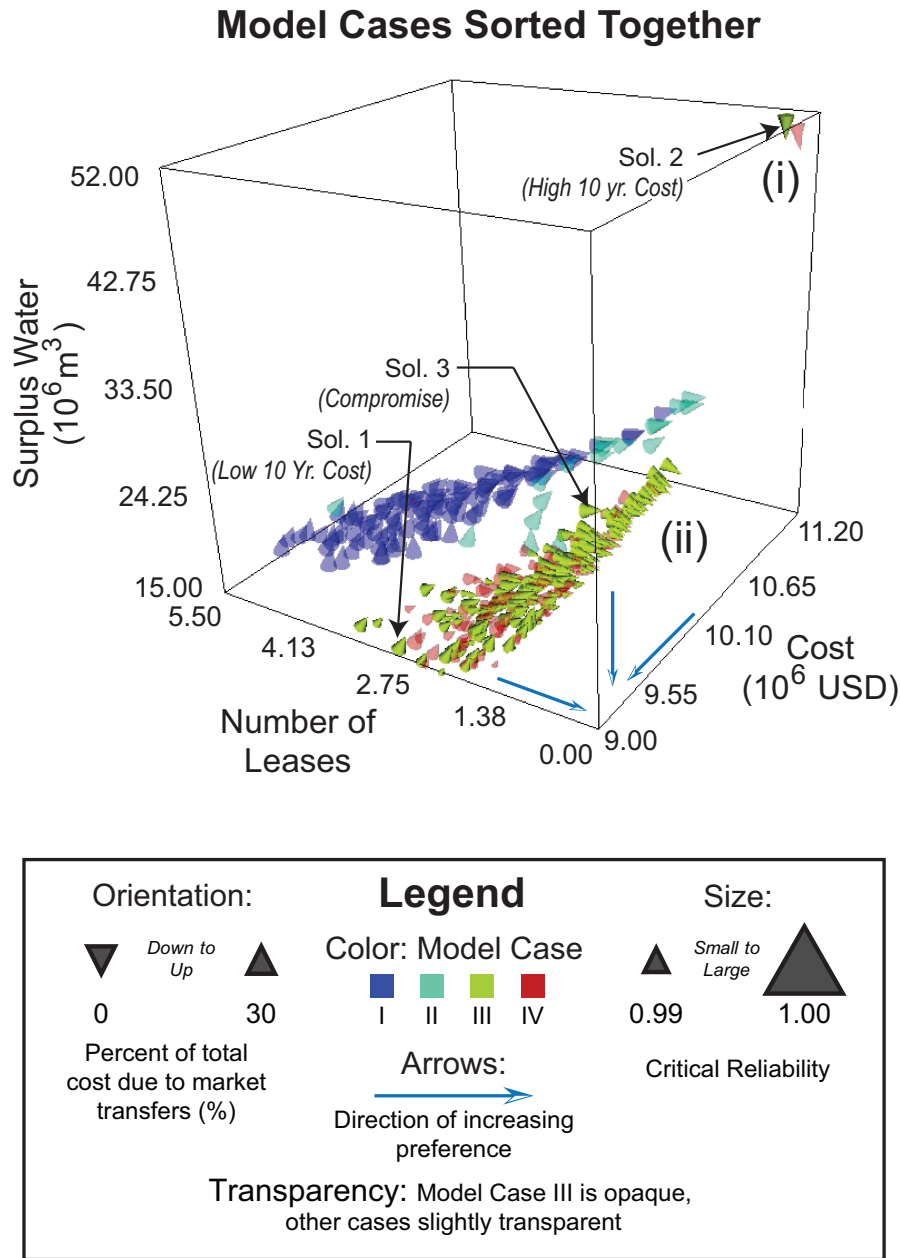 Model Cases Sorted Together
52.00
42.75
33.50
24.25
15.00
Surplus Water
(10⁶m³)
5.50
4.13
2.75
1.38
0.00
Number of
Leases
9.00
9.55
10.10
10.65
11.20
Cost
(10⁶ USD)
Sol. 2
(High 10 yr. Cost)
(i)
Sol. 3
(Compromise)
Sol. 1
(Low 10 Yr. Cost)
(ii)
Legend
Orientation:
Down to
Up
0
30
Percent of total
cost due to market
transfers (%)
Color: Model Case
I II III IV
Arrows:
Direction of increasing
preference
Size:
Small to
Large
0.99
1.00
Critical Reliability
Transparency: Model Case III is opaque,
other cases slightly transparent